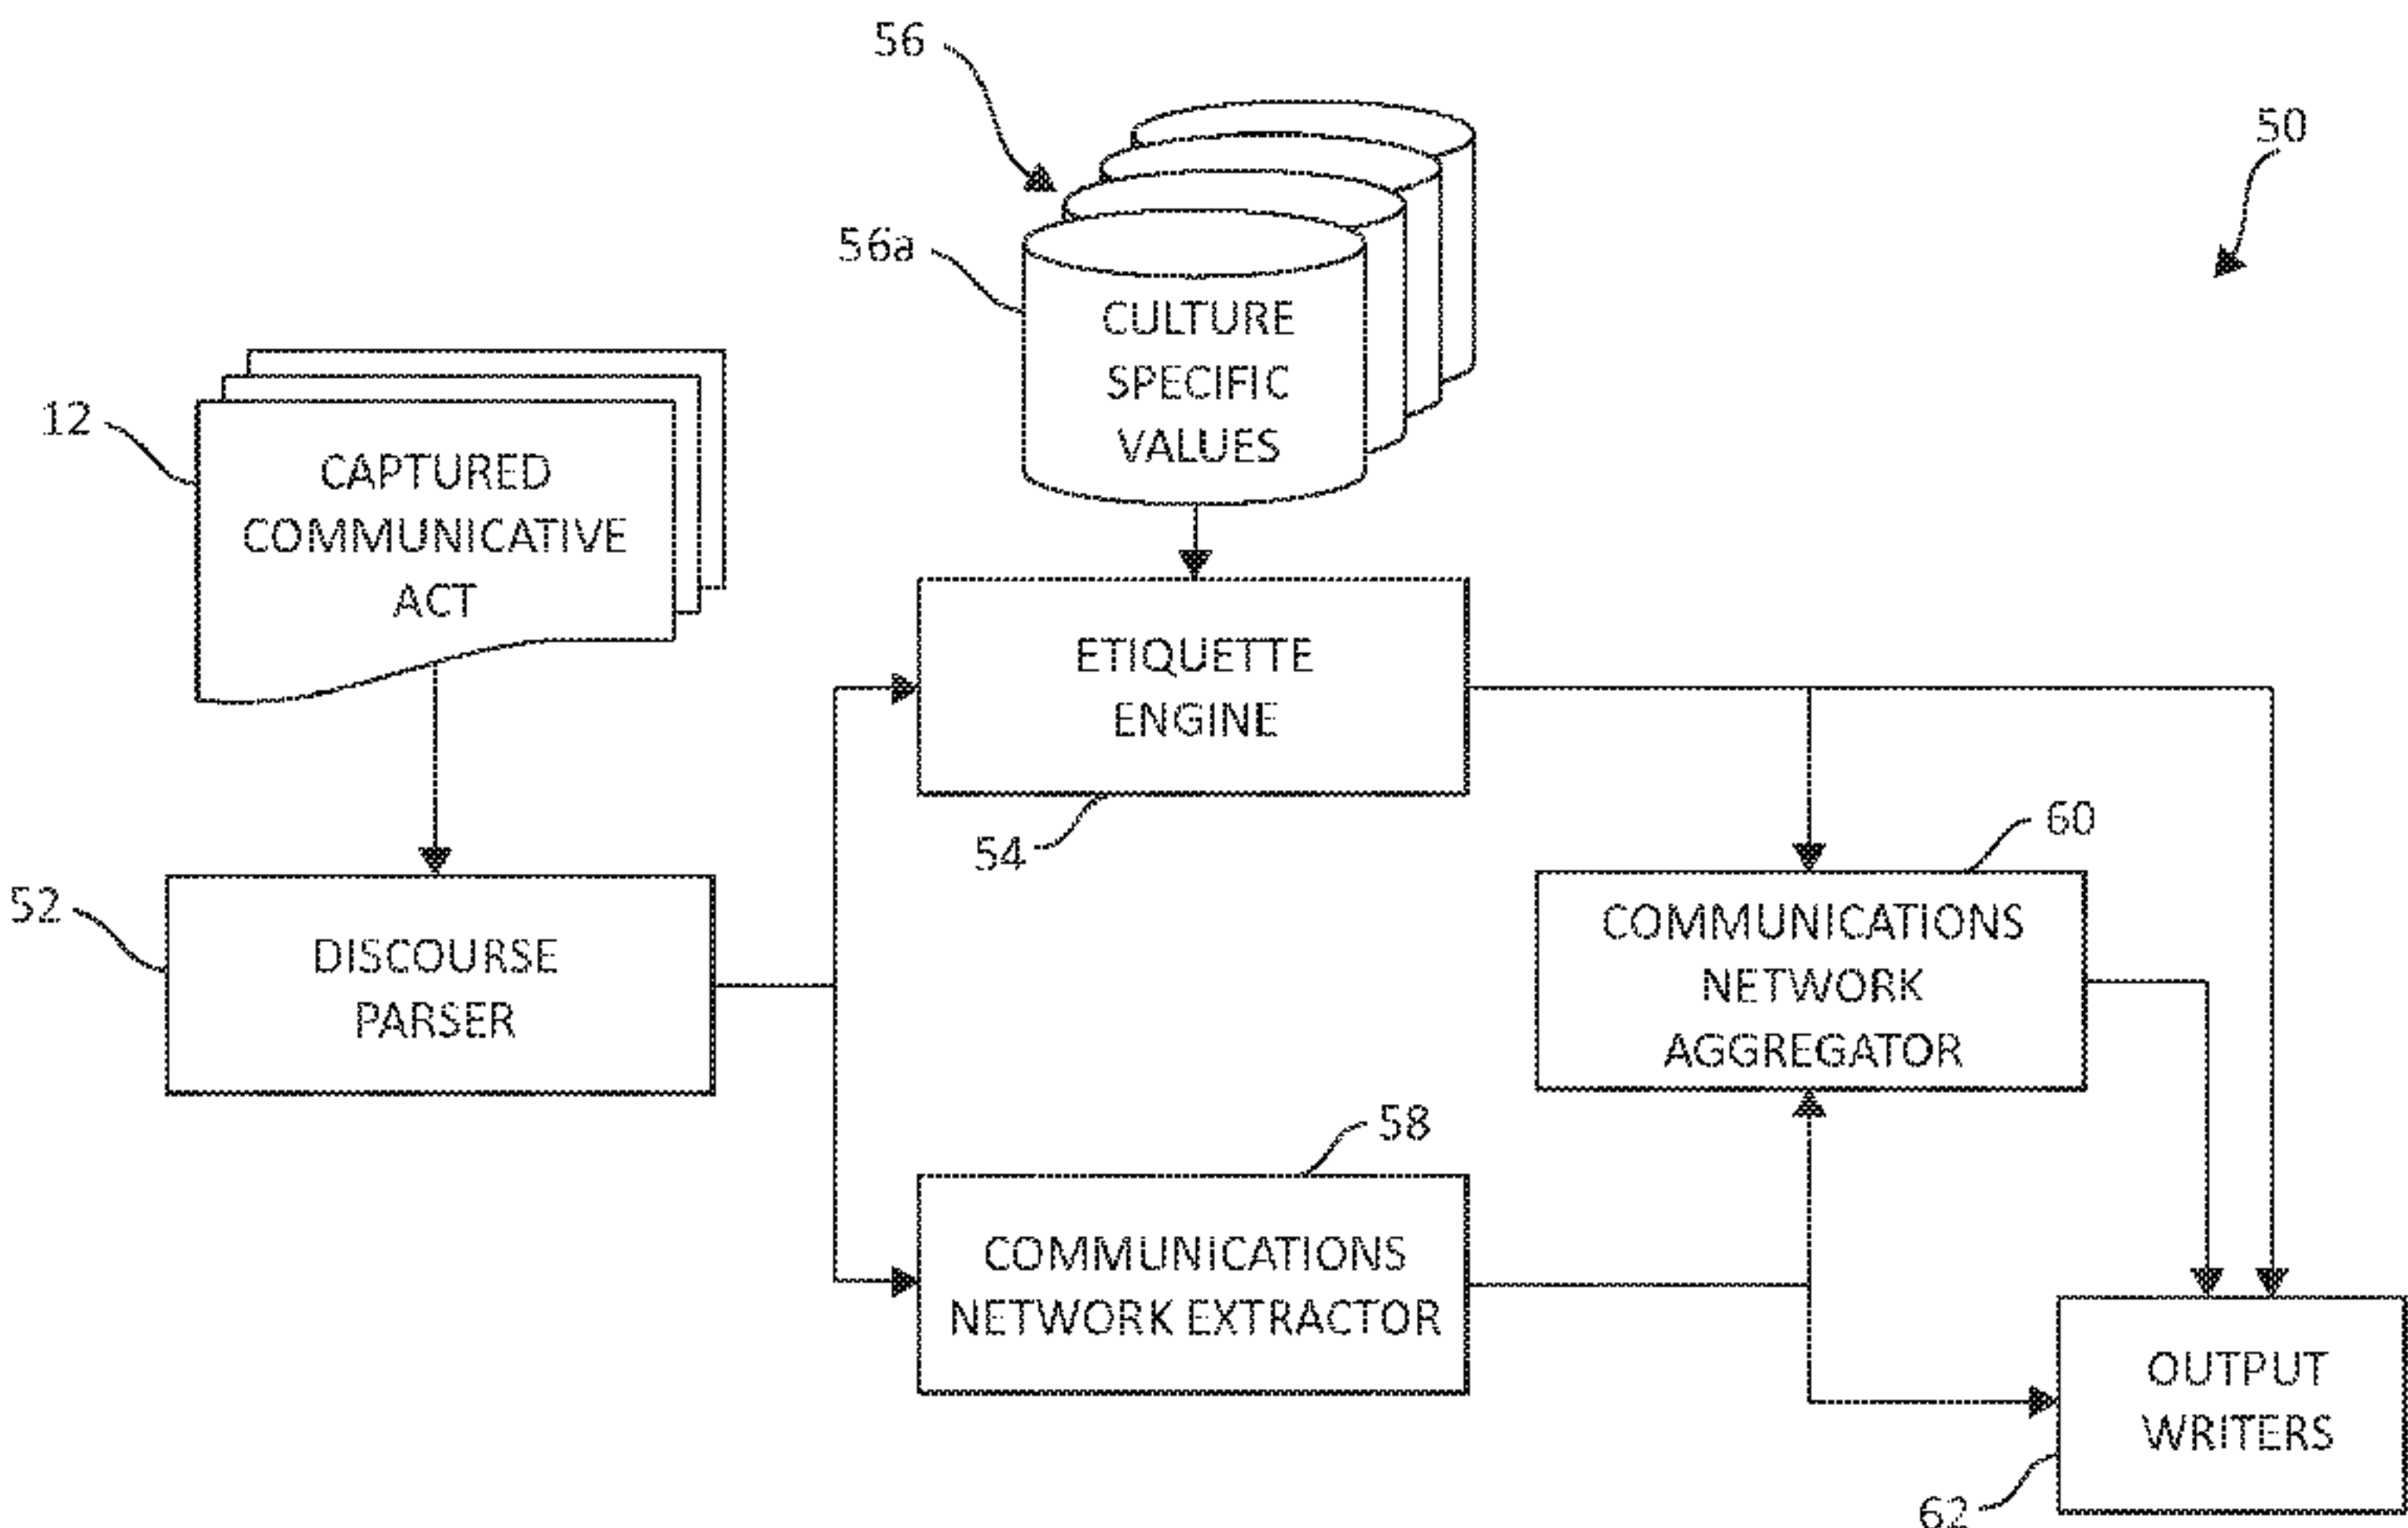 56
50
56a
CULTURE
SPECIFIC
VALUES
12
CAPTURED
COMMUNICATIVE
ACT
ETIQUETTE
ENGINE
54
60
52
DISCOURSE
PARSER
COMMUNICATIONS
NETWORK
AGGREGATOR
58
COMMUNICATIONS
NETWORK EXTRACTOR
OUTPUT
WRITERS
62